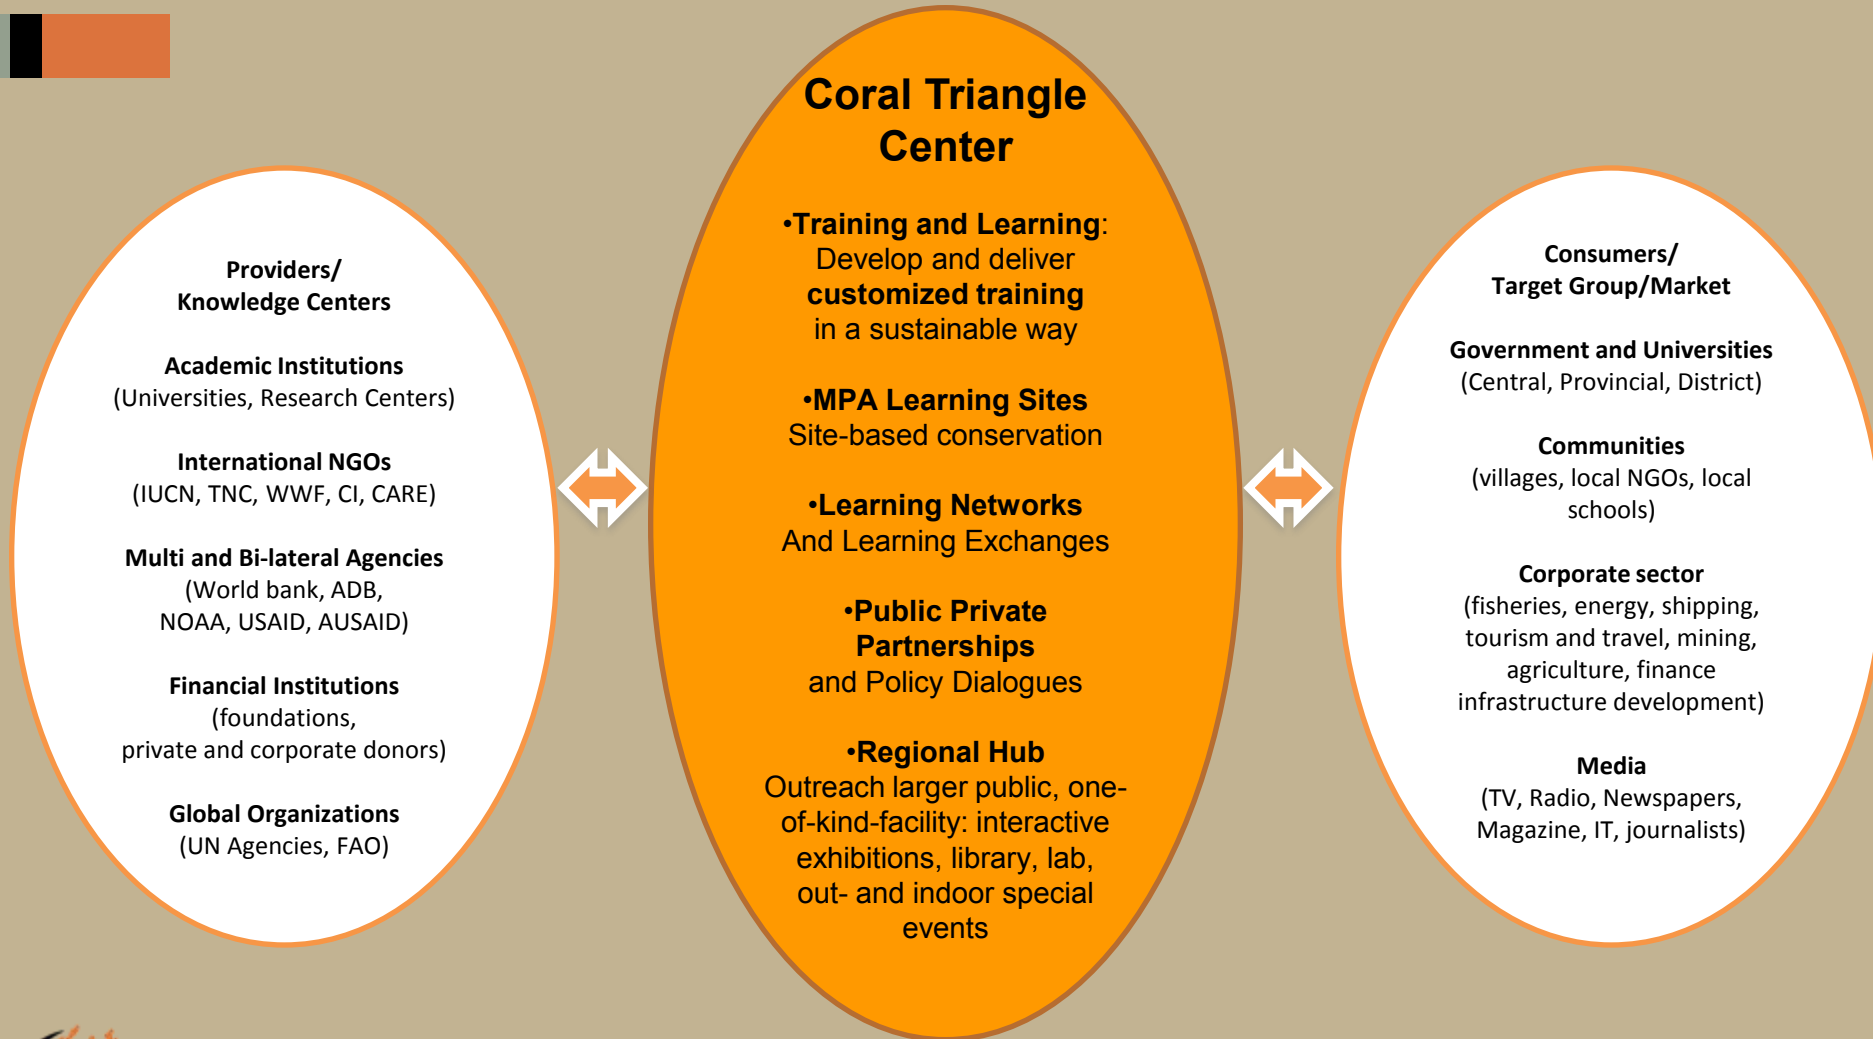 Coral Triangle
Center
•Training and Learning:
Develop and deliver
customized training
in a sustainable way
•MPA Learning Sites
Site-based conservation
•Learning Networks
And Learning Exchanges
•Public Private
Partnerships
and Policy Dialogues
•Regional Hub
Outreach larger public, one-
of-kind-facility: interactive
exhibitions, library, lab,
out- and indoor special
events
Providers/
Knowledge Centers
Academic Institutions
(Universities, Research Centers)
International NGOs
(IUCN, TNC, WWF, CI, CARE)
Multi and Bi-lateral Agencies
(World bank, ADB,
NOAA, USAID, AUSAID)
Financial Institutions
(foundations,
private and corporate donors)
Global Organizations
(UN Agencies, FAO)
Consumers/
Target Group/Market
Government and Universities
(Central, Provincial, District)
Communities
(villages, local NGOs, local
schools)
Corporate sector
(fisheries, energy, shipping,
tourism and travel, mining,
agriculture, finance
infrastructure development)
Media
(TV, Radio, Newspapers,
Magazine, IT, journalists)